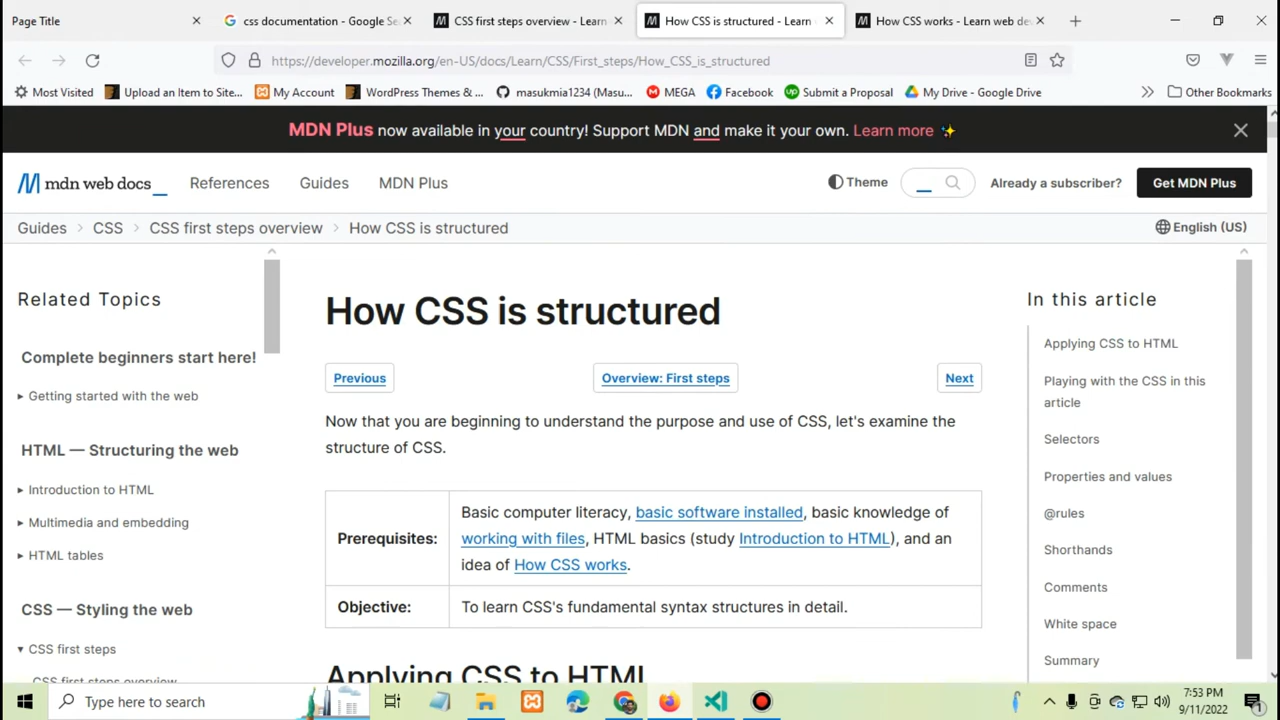 Page Title
css documentation - Google Se
CSS first steps overview - Learn
How CSS is structured - Learn
How CSS works - Learn web dev
https://developer.mozilla.org/en-US/docs/Learn/CSS/First_steps/How_CSS_is_structured
Most Visited
Upload an Item to Site...
My Account
WordPress Themes & ...
masukmia1234 (Masu...
MEGA
Facebook
Submit a Proposal
My Drive - Google Drive
Other Bookmarks
MDN Plus now available in your country! Support MDN and make it your own. Learn more ✨
mdn web docs_
References
Guides
MDN Plus
Theme
Already a subscriber?
Get MDN Plus
Guides > CSS > CSS first steps overview > How CSS is structured
English (US)
Related Topics
Complete beginners start here!
Getting started with the web
HTML — Structuring the web
Introduction to HTML
Multimedia and embedding
HTML tables
CSS — Styling the web
CSS first steps
CSS first steps overview
How CSS is structured
Previous
Overview: First steps
Next
Now that you are beginning to understand the purpose and use of CSS, let's examine the
structure of CSS.
Prerequisites:
Basic computer literacy, basic software installed, basic knowledge of
working with files, HTML basics (study Introduction to HTML), and an
idea of How CSS works.
Objective:
To learn CSS's fundamental syntax structures in detail.
Applying CSS to HTML
In this article
Applying CSS to HTML
Playing with the CSS in this
article
Selectors
Properties and values
@rules
Shorthands
Comments
White space
Summary
Type here to search
7:53 PM
9/11/2022
1